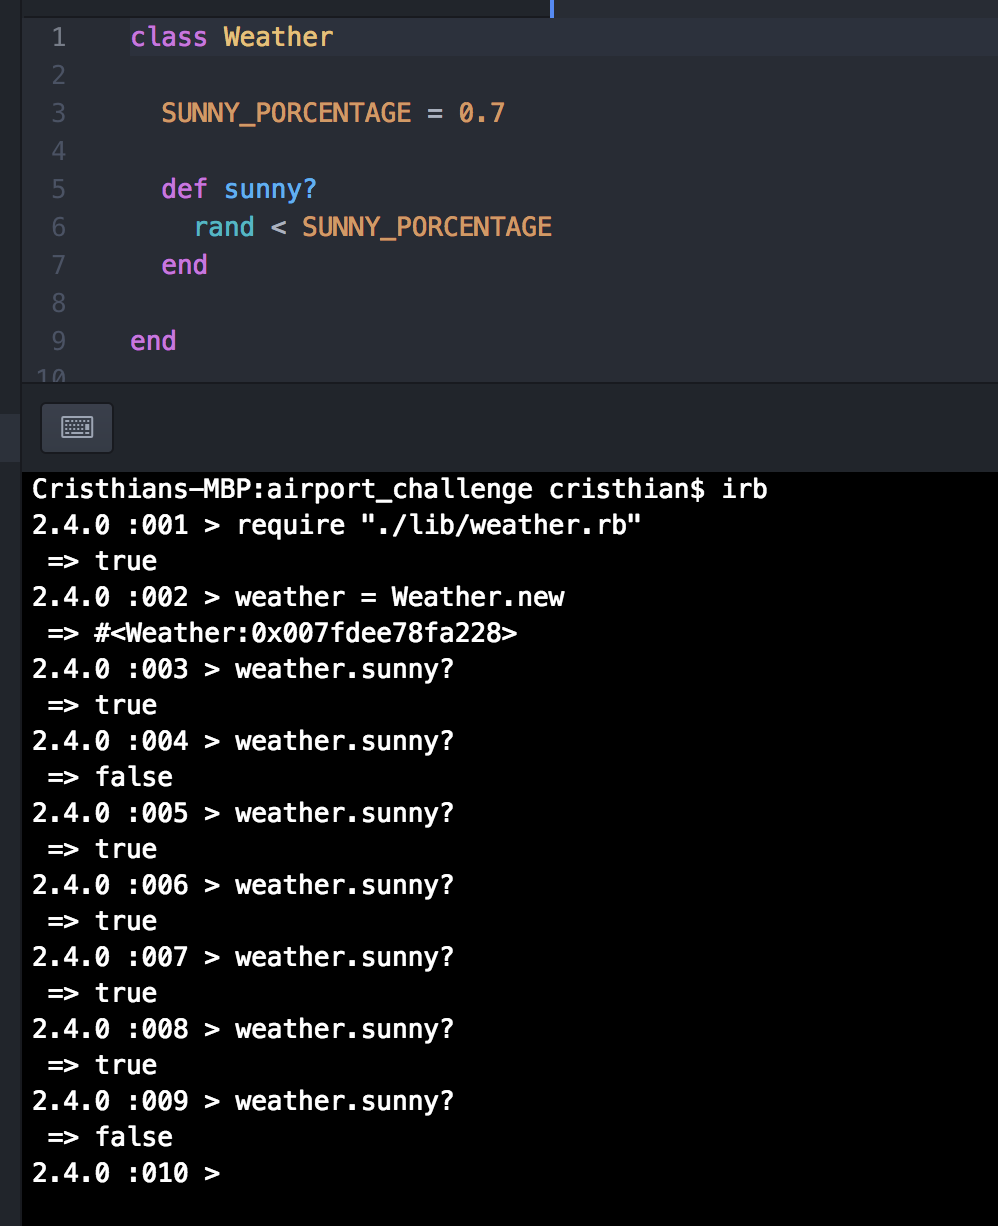 1 class Weather
2
3 SUNNY_PORCENTAGE = 0.7
4
5 def sunny?
6 rand < SUNNY_PORCENTAGE
7 end
8
9 end
10
Cristhians-MBP:airport_challenge cristhian$ irb
2.4.0 :001 > require "./lib/weather.rb"
=> true
2.4.0 :002 > weather = Weather.new
=> #<Weather:0x007fdee78fa228>
2.4.0 :003 > weather.sunny?
=> true
2.4.0 :004 > weather.sunny?
=> false
2.4.0 :005 > weather.sunny?
=> true
2.4.0 :006 > weather.sunny?
=> true
2.4.0 :007 > weather.sunny?
=> true
2.4.0 :008 > weather.sunny?
=> true
2.4.0 :009 > weather.sunny?
=> false
2.4.0 :010 >